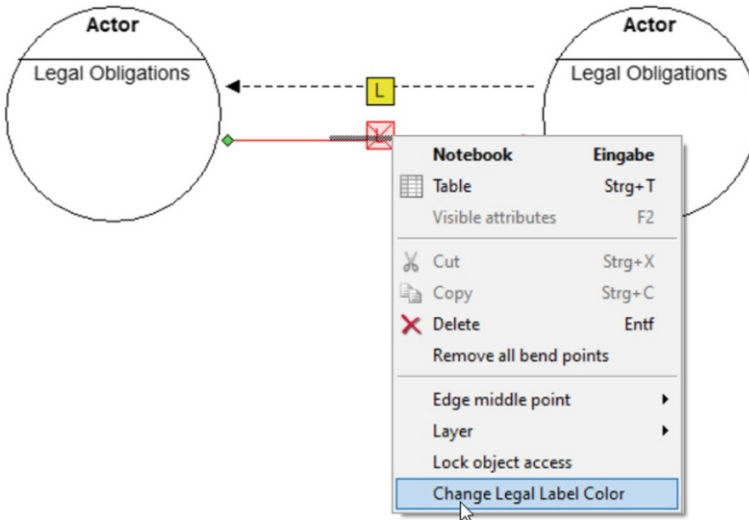 Actor
Actor
Legal Obligations
Legal Obligations
L
L
Notebook Eingabe
Table Strg+T
Visible attributes F2
Cut Strg+X
Copy Strg+C
Delete Entf
Remove all bend points
Edge middle point
Layer
Lock object access
Change Legal Label Color